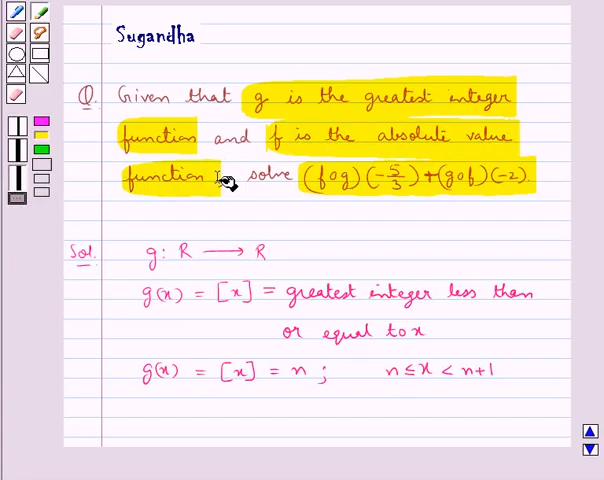 Sugandha
Q. Given that g is the greatest integer
function and f is the absolute value
function, solve (fog)(-5/3)+(gof)(-2).
Sol. g: R ⟶ R
g(x) = [x] = greatest integer less than
or equal to x
g(x) = [x] = n ; n ≤ x < n+1